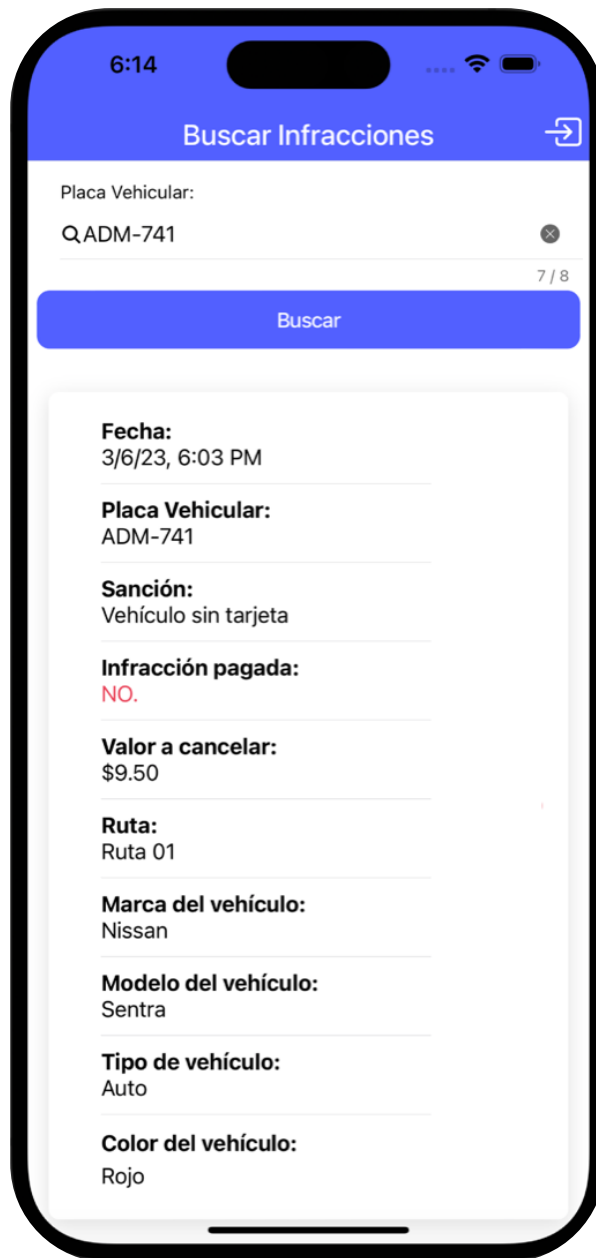 6:14
Buscar Infracciones
Placa Vehicular:
ADM-741
7 / 8
Buscar
Fecha:
3/6/23, 6:03 PM
Placa Vehicular:
ADM-741
Sanción:
Vehículo sin tarjeta
Infracción pagada:
NO.
Valor a cancelar:
$9.50
Ruta:
Ruta 01
Marca del vehículo:
Nissan
Modelo del vehículo:
Sentra
Tipo de vehículo:
Auto
Color del vehículo:
Rojo